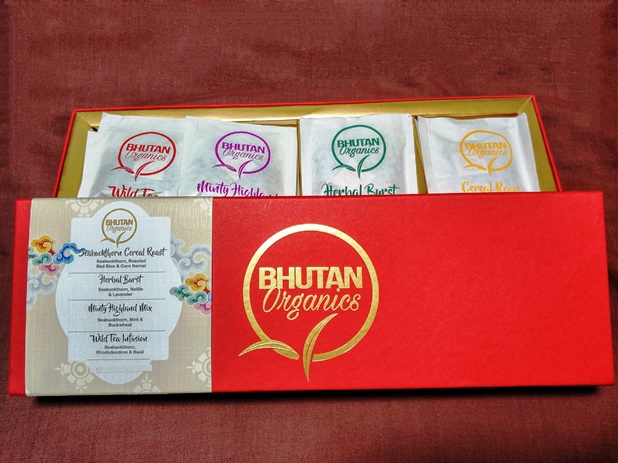 BHUTAN
Organics
Wild Tea
BHUTAN
Organics
Minty Highland
BHUTAN
Organics
Herbal Burst
BHUTAN
Organics
Cereal Roast
BHUTAN
Organics
Seabuckthorn Cereal Roast
Seabuckthorn, Roasted
Red Rice & Corn Kernel
Herbal Burst
Seabuckthorn, Nettle
& Lavender
Minty Highland Mix
Seabuckthorn, Mint &
Buckwheat
Wild Tea Infusion
Seabuckthorn,
Rhododendron & Basil
BHUTAN
Organics